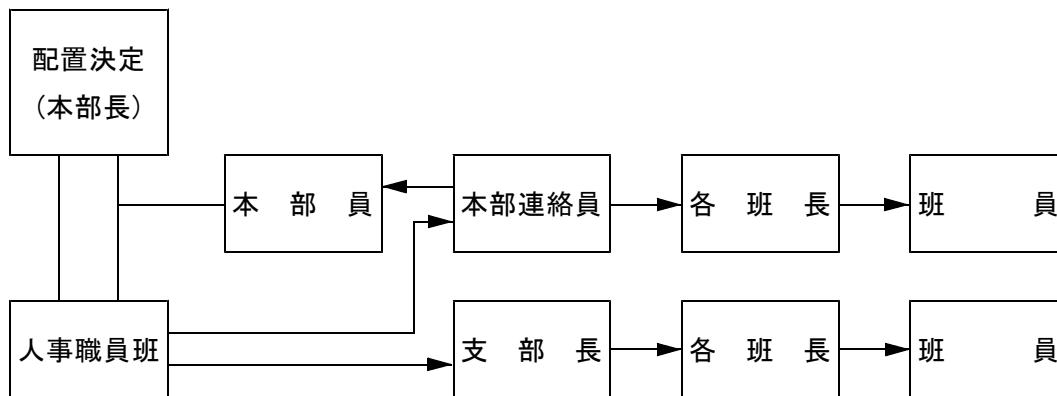 配置決定
（本部長）
本部員
本部連絡員
各班長
班員
人事職員班
支部長
各班長
班員